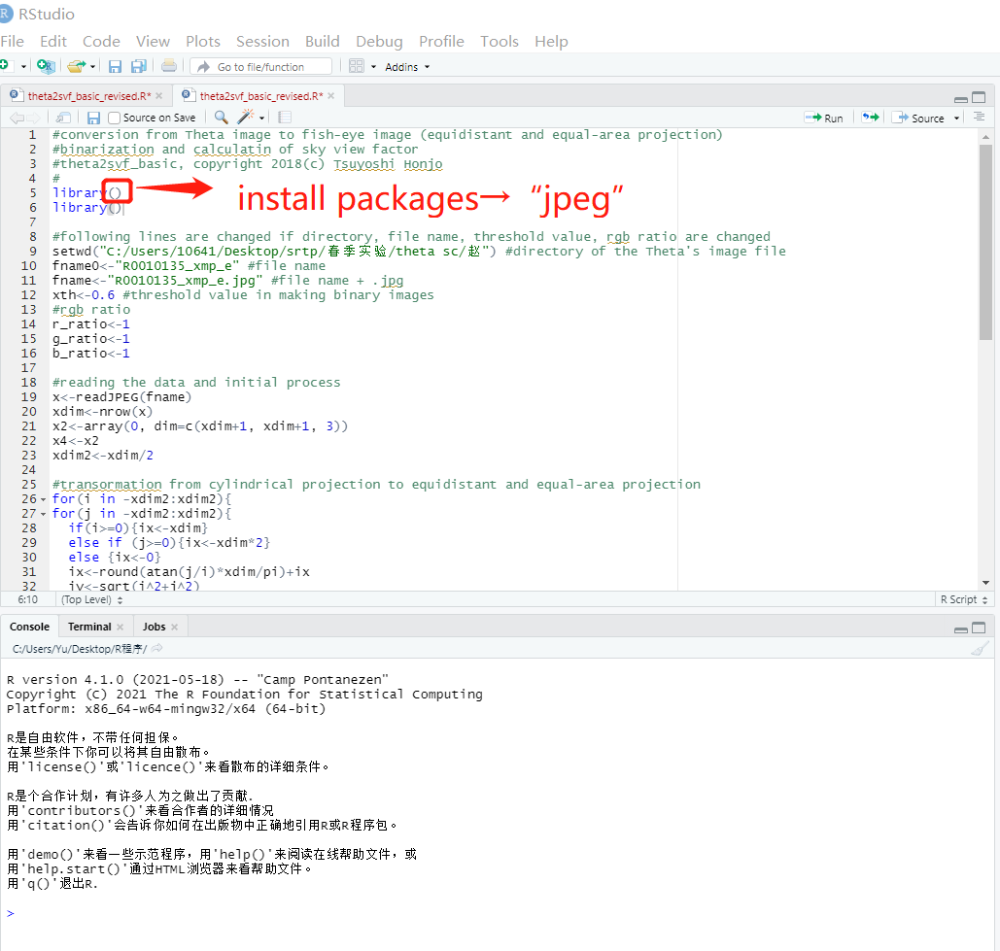 RStudio
File Edit Code View Plots Session Build Debug Profile Tools Help
Go to file/function Addins
theta2svf_basic_revised.R* theta2svf_basic_revised.R*
Source on Save Run Source
1 #conversion from Theta image to fish-eye image (equidistant and equal-area projection)
2 #binarization and calculatin of sky view factor
3 #theta2svf_basic, copyright 2018(c) Tsuyoshi Honjo
4 #
5 library()
install packages→ “jpeg”
6 library()
7
8 #following lines are changed if directory, file name, threshold value, rgb ratio are changed
9 setwd("C:/Users/10641/Desktop/srtp/春季实验/theta sc/赵") #directory of the Theta's image file
10 fname0<-"R0010135_xmp_e" #file name
11 fname<-"R0010135_xmp_e.jpg" #file name + .jpg
12 xth<-0.6 #threshold value in making binary images
13 #rgb ratio
14 r_ratio<-1
15 g_ratio<-1
16 b_ratio<-1
17
18 #reading the data and initial process
19 x<-readJPEG(fname)
20 xdim<-nrow(x)
21 x2<-array(0, dim=c(xdim+1, xdim+1, 3))
22 x4<-x2
23 xdim2<-xdim/2
24
25 #transormation from cylindrical projection to equidistant and equal-area projection
26 for(i in -xdim2:xdim2){
27 for(j in -xdim2:xdim2){
28 if(i>=0){ix<-xdim}
29 else if (j>=0){ix<-xdim*2}
30 else {ix<-0}
31 ix<-round(atan(j/i)*xdim/pi)+ix
32 iy<-sqrt(i^2+j^2)
6:10 (Top Level) R Script
Console Terminal Jobs
C:/Users/Yu/Desktop/R程序/
R version 4.1.0 (2021-05-18) -- "Camp Pontanezen"
Copyright (C) 2021 The R Foundation for Statistical Computing
Platform: x86_64-w64-mingw32/x64 (64-bit)
R是自由软件，不带任何担保。
在某些条件下你可以将其自由散布。
用'license()'或'licence()'来看散布的详细条件。
R是个合作计划，有许多人为之做出了贡献.
用'contributors()'来看合作者的详细情况
用'citation()'会告诉你如何在出版物中正确地引用R或R程序包。
用'demo()'来看一些示范程序，用'help()'来阅读在线帮助文件，或
用'help.start()'通过HTML浏览器来看帮助文件。
用'q()'退出R.
>